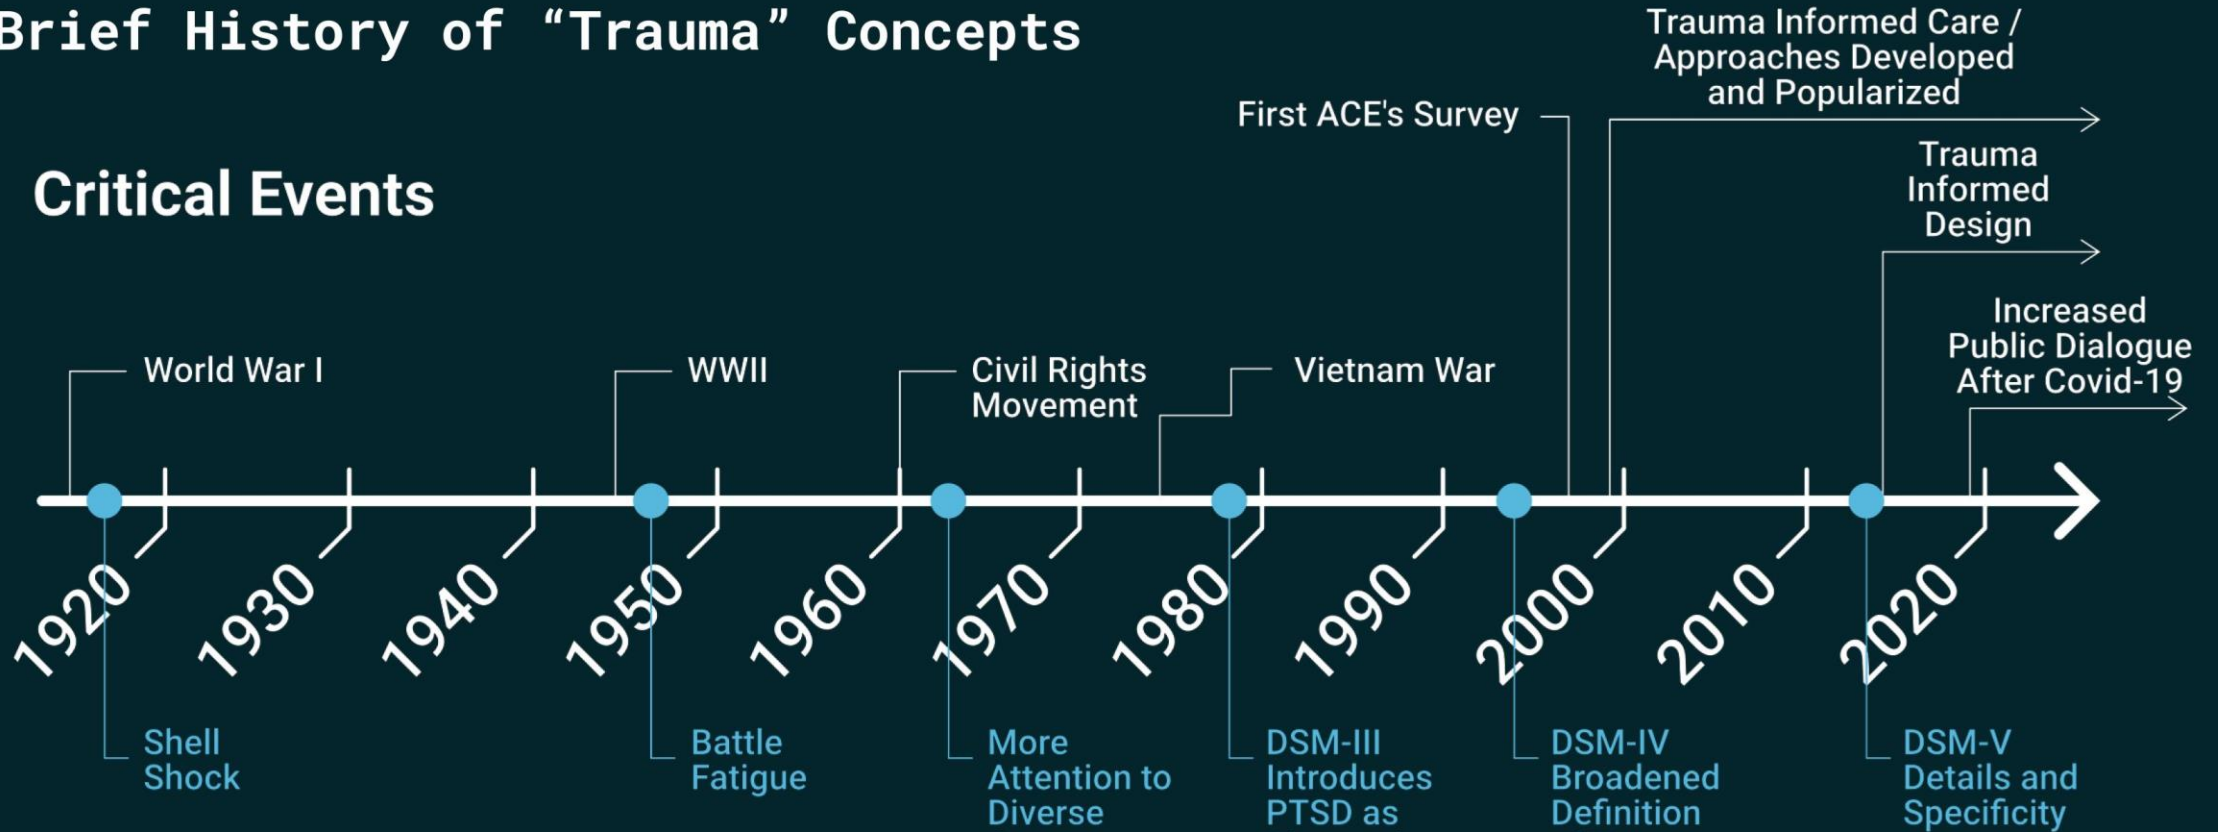 Brief History of “Trauma” Concepts
Critical Events
First ACE's Survey
Trauma Informed Care /
Approaches Developed
and Popularized
Trauma
Informed
Design
Increased
Public Dialogue
After Covid-19
World War I
WWII
Civil Rights
Movement
Vietnam War
1920
1930
1940
1950
1960
1970
1980
1990
2000
2010
2020
Shell
Shock
Battle
Fatigue
More
Attention to
Diverse
DSM-III
Introduces
PTSD as
DSM-IV
Broadened
Definition
DSM-V
Details and
Specificity